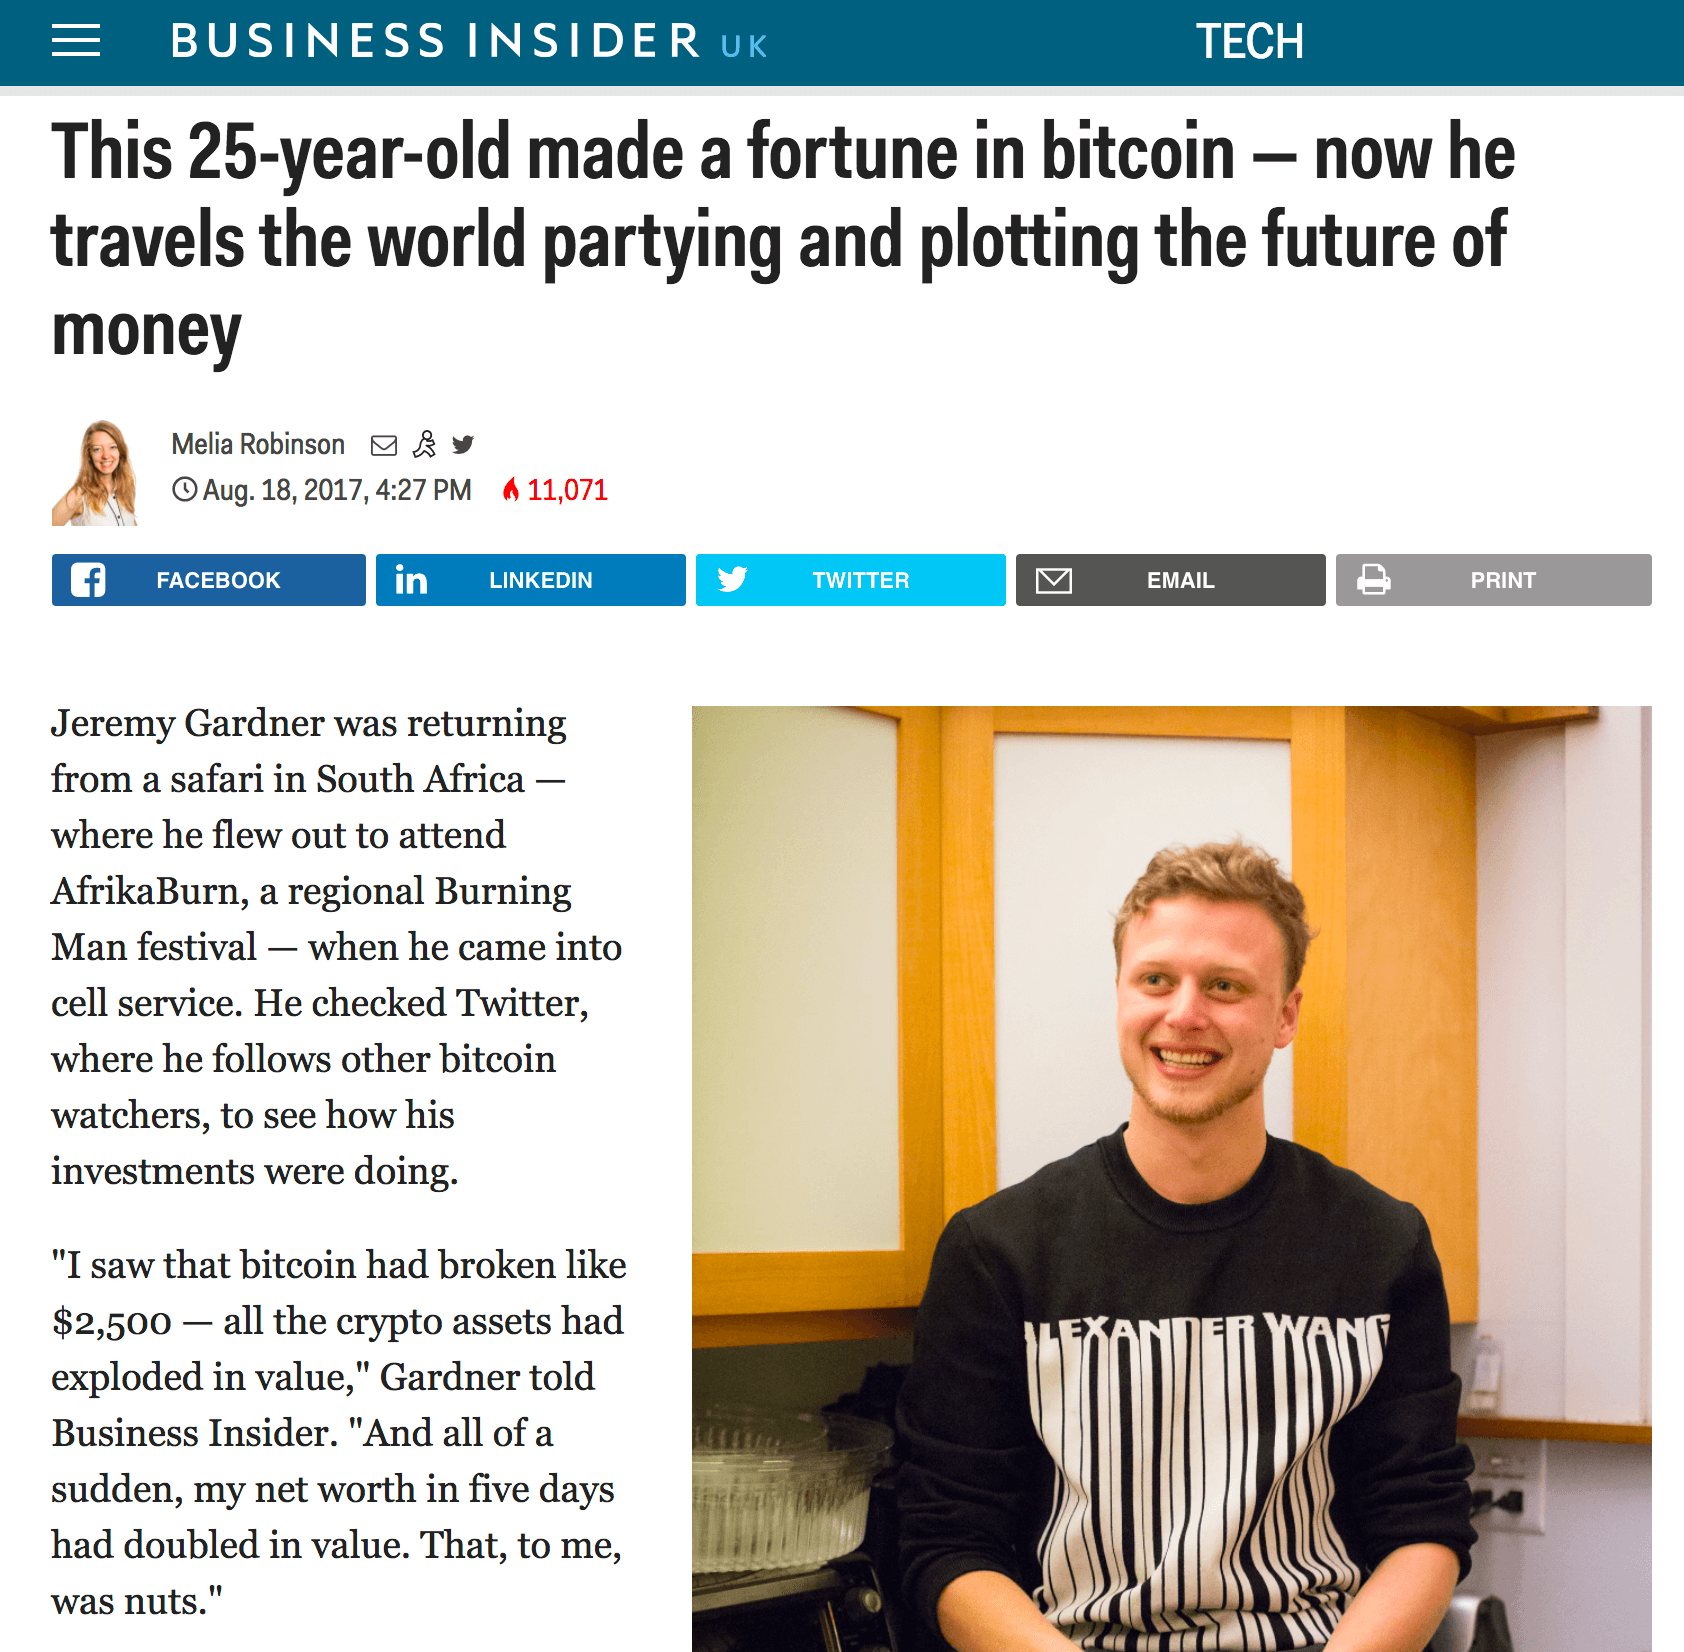 BUSINESS INSIDER UK
TECH
This 25-year-old made a fortune in bitcoin — now he
travels the world partying and plotting the future of
money
Melia Robinson
Aug. 18, 2017, 4:27 PM 11,071
FACEBOOK
LINKEDIN
TWITTER
EMAIL
PRINT
Jeremy Gardner was returning
from a safari in South Africa —
where he flew out to attend
AfrikaBurn, a regional Burning
Man festival — when he came into
cell service. He checked Twitter,
where he follows other bitcoin
watchers, to see how his
investments were doing.
"I saw that bitcoin had broken like
$2,500 — all the crypto assets had
exploded in value," Gardner told
Business Insider. "And all of a
sudden, my net worth in five days
had doubled in value. That, to me,
was nuts."
ALEXANDER WANG